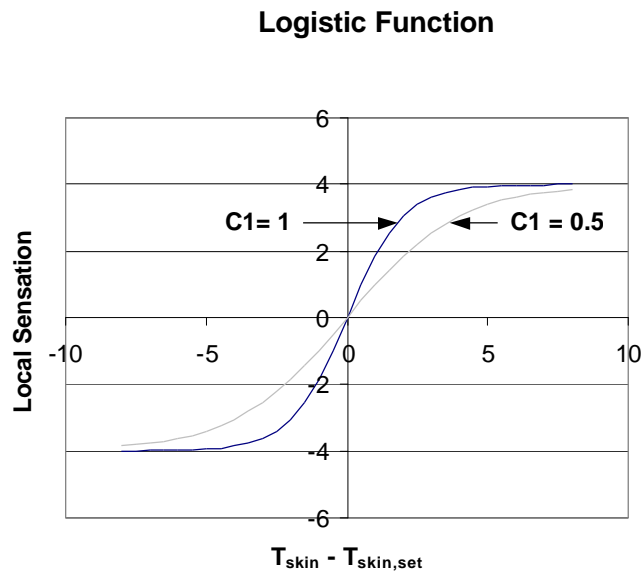 Logistic Function
6
4
C1= 1
C1 = 0.5
2
Local Sensation
0
-10
-5
0
5
10
-2
-4
-6
Tskin - Tskin,set